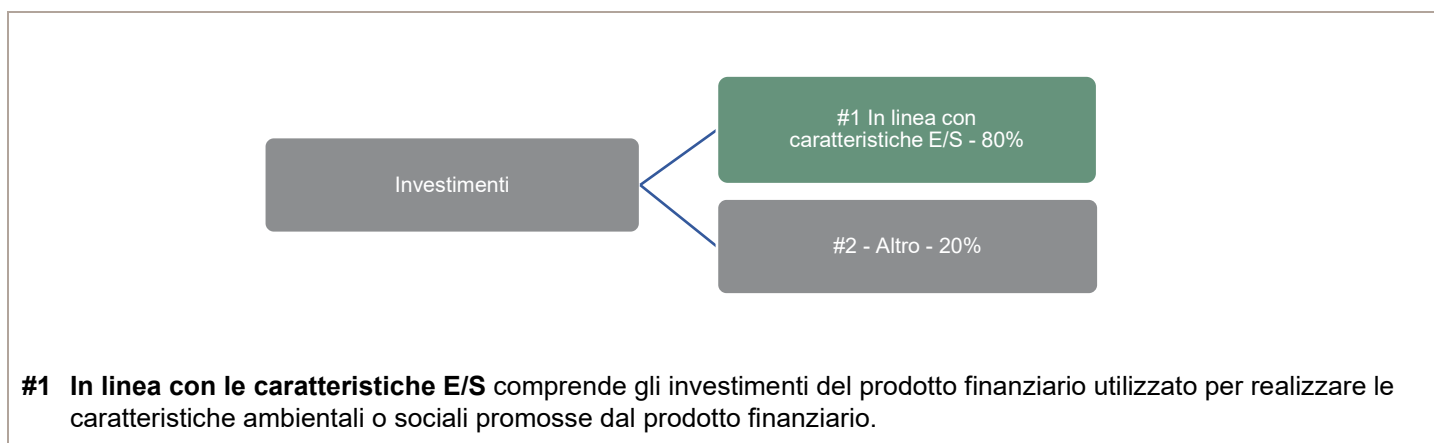 #1 In linea con
caratteristiche E/S - 80%
Investimenti
#2 - Altro - 20%
#1 In linea con le caratteristiche E/S comprende gli investimenti del prodotto finanziario utilizzato per realizzare le
caratteristiche ambientali o sociali promosse dal prodotto finanziario.